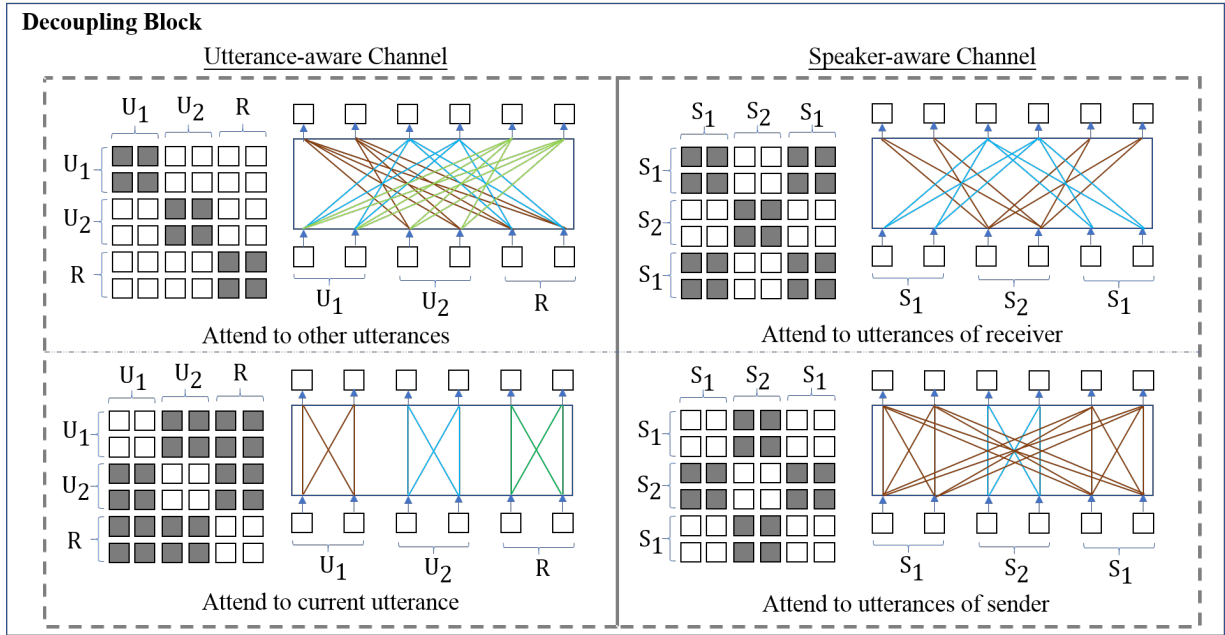 Decoupling Block
Utterance-aware Channel
U1 U2 R
U1
U2
R
U1 U2 R
Attend to other utterances
U1 U2 R
U1
U2
R
U1 U2 R
Attend to current utterance
Speaker-aware Channel
S1 S2 S1
S1
S2
S1
S1 S2 S1
Attend to utterances of receiver
S1 S2 S1
S1
S2
S1
S1 S2 S1
Attend to utterances of sender